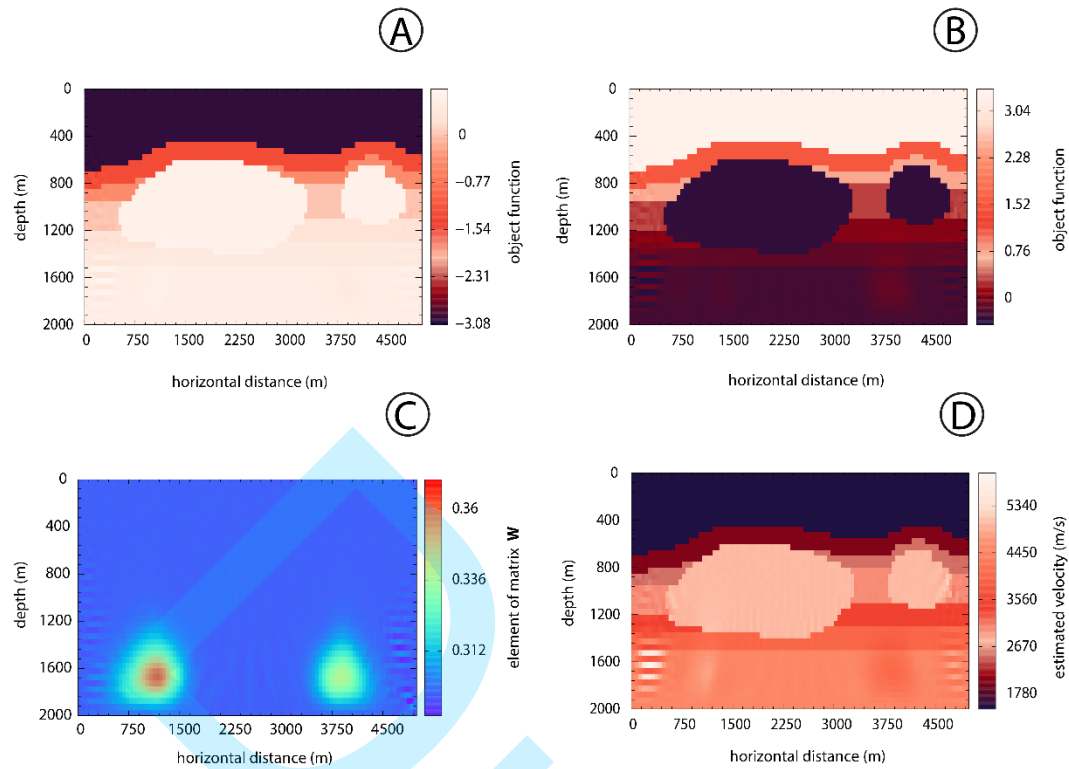 A
B
0
400
800
1200
1600
2000
depth (m)
750 1500 2250 3000 3750 4500
horizontal distance (m)
0
−0.77
−1.54
−2.31
−3.08
object function
0
400
800
1200
1600
2000
depth (m)
750 1500 2250 3000 3750 4500
horizontal distance (m)
3.04
2.28
1.52
0.76
0
object function
C
D
0
400
800
1200
1600
2000
depth (m)
750 1500 2250 3000 3750 4500
horizontal distance (m)
0.36
0.336
0.312
element of matrix W
0
400
800
1200
1600
2000
depth (m)
750 1500 2250 3000 3750 4500
horizontal distance (m)
5340
4450
3560
2670
1780
estimated velocity (m/s)